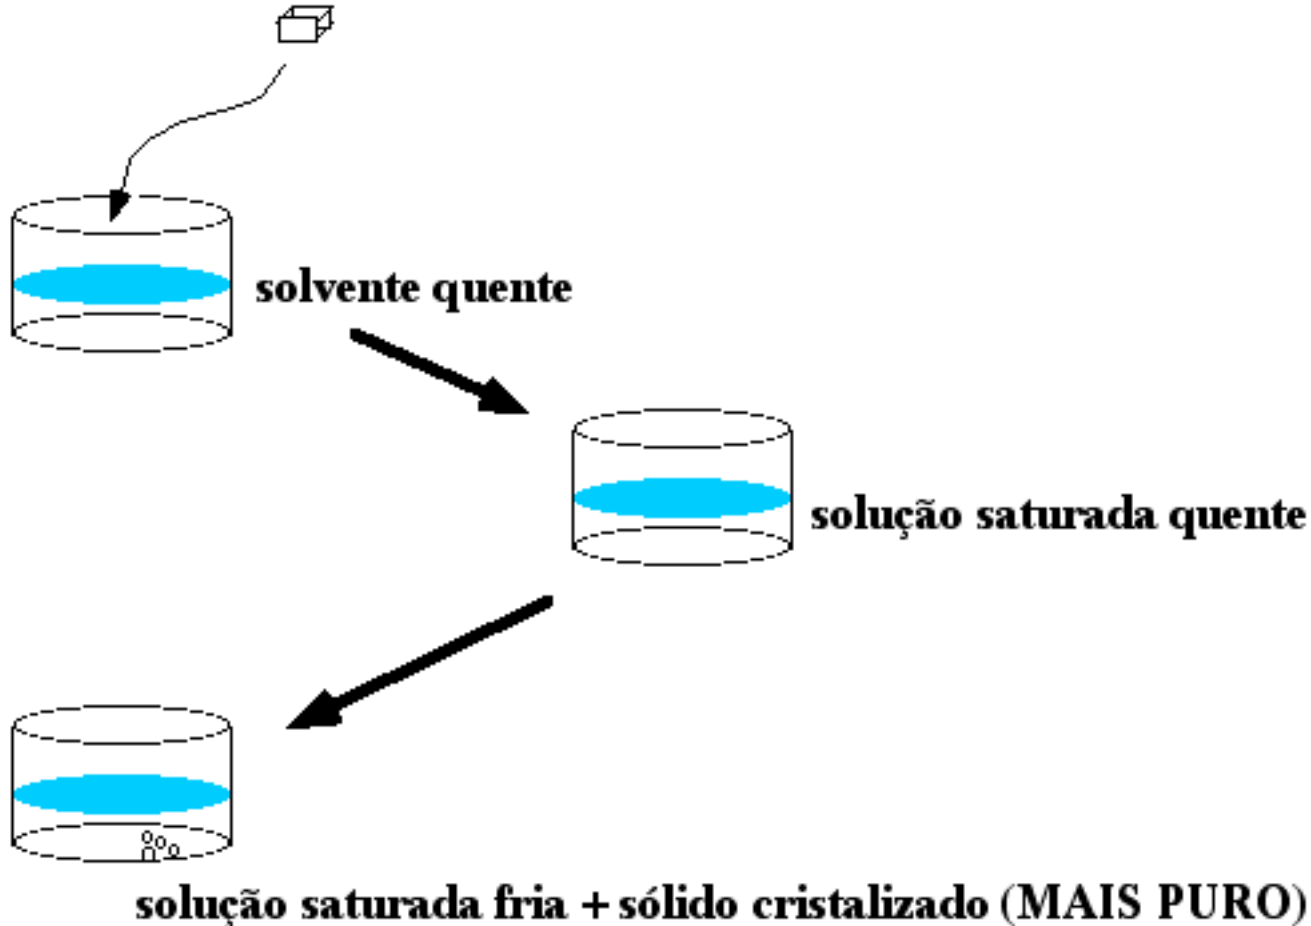 solvente quente
solução saturada quente
solução saturada fria + sólido cristalizado (MAIS PURO)